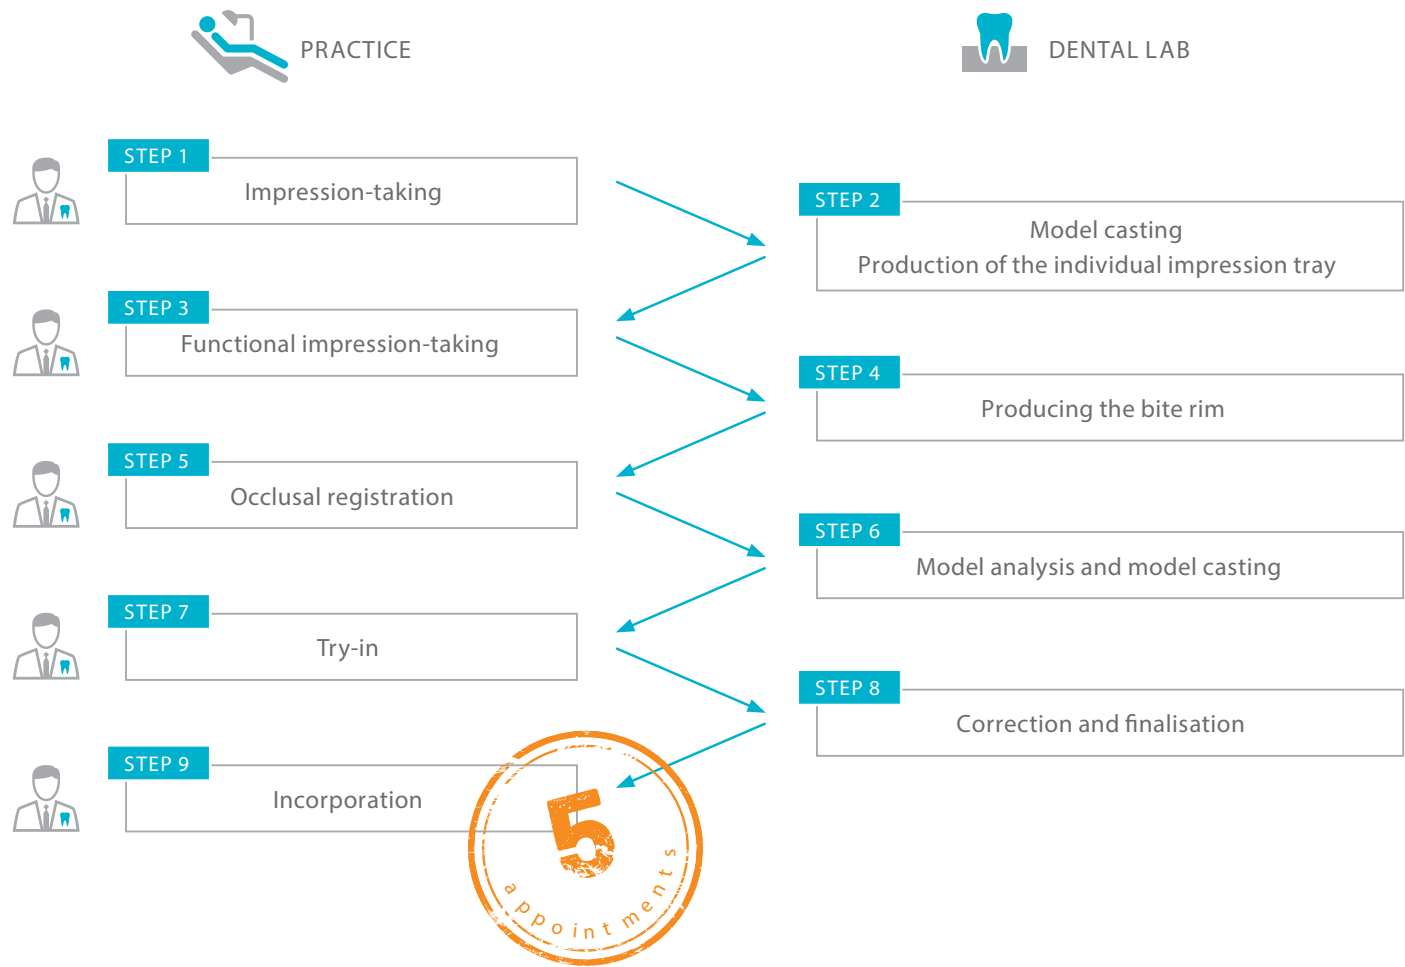 PRACTICE
DENTAL LAB
STEP 1
Impression-taking
STEP 2
Model casting
Production of the individual impression tray
STEP 3
Functional impression-taking
STEP 4
Producing the bite rim
STEP 5
Occlusal registration
STEP 6
Model analysis and model casting
STEP 7
Try-in
STEP 8
Correction and finalisation
STEP 9
Incorporation
5
appointments